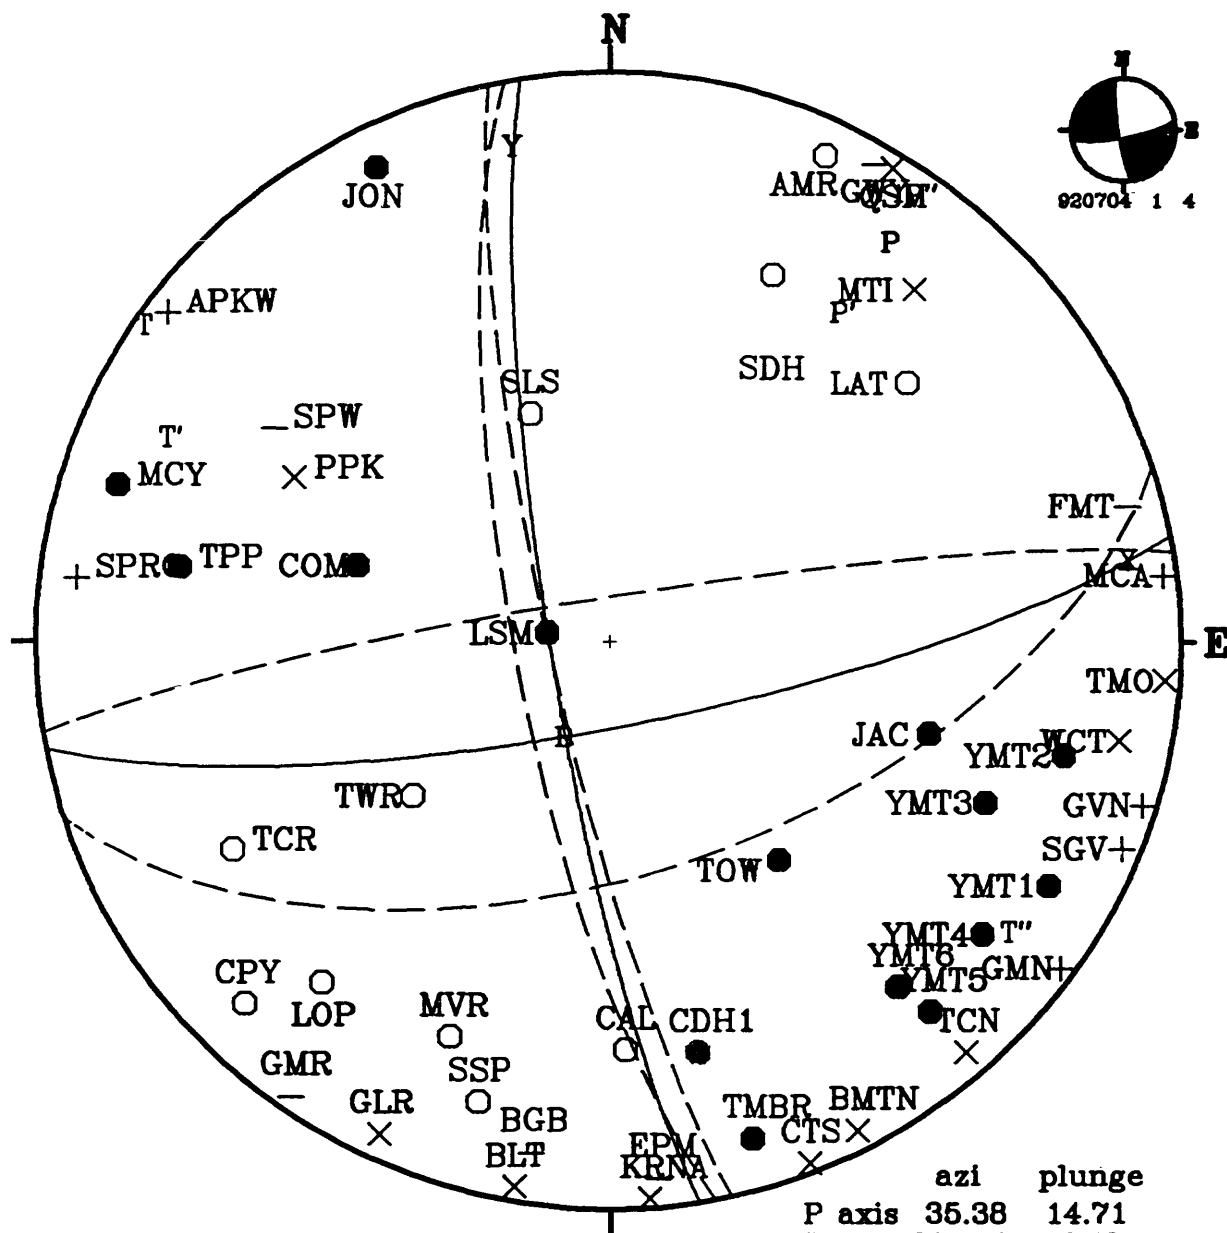 N
N
E
920704 1 4
JON
AMR
P
MTI
P'
APKW
T
Y
SDH
LAT
SLS
SPW
T'
MCY
PPK
FMT
X
MCA
SPR
TPP
COM
LSM
E
TMO
JAC
WCT
YMT2
B
TWR
YMT3
GVN
TCR
SGV
TOW
YMT1
YMT4
T"
YMT6
GMN
YMT5
CPY
LOP
MVR
CAL
CDH1
TCN
GMR
SSP
GLR
BGB
TMBR
BMTN
CTS
BLT
EPM
KRNA
azi plunge
P axis 35.38 14.71